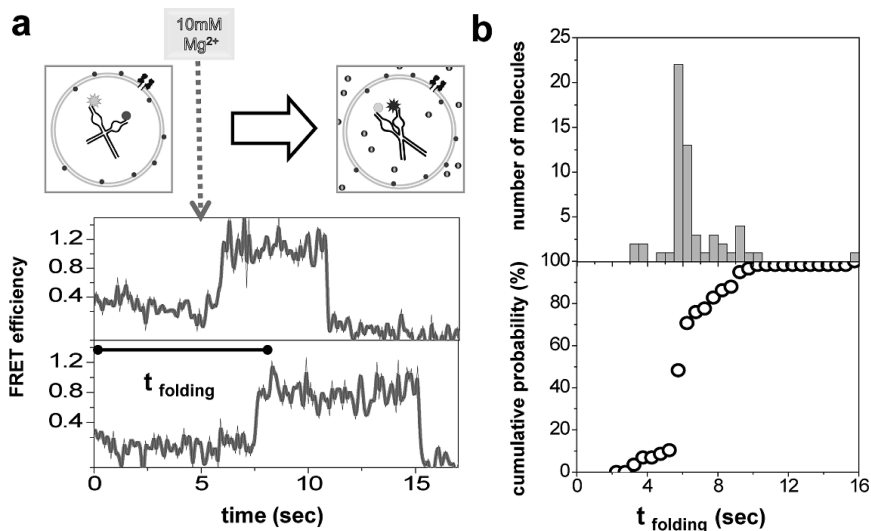 a
10mM
Mg²⁺
FRET efficiency
1.2
0.8
0.4
1.2
0.8
0.4
t folding
0 5 10 15
time (sec)
b
number of molecules
25
20
15
10
5
cumulative probability (%)
100
80
60
40
20
0
0 4 8 12 16
t folding (sec)